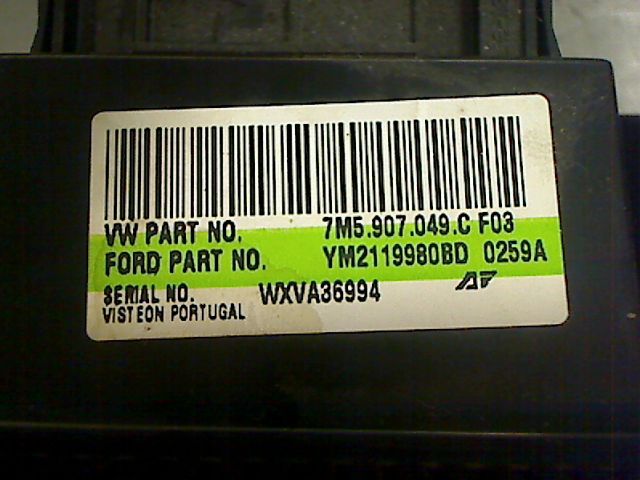 VW PART NO. 7M5.907.049.C F03
FORD PART NO. YM2119980BD 0259A
SERIAL NO. WXVA36994
VISTEON PORTUGAL